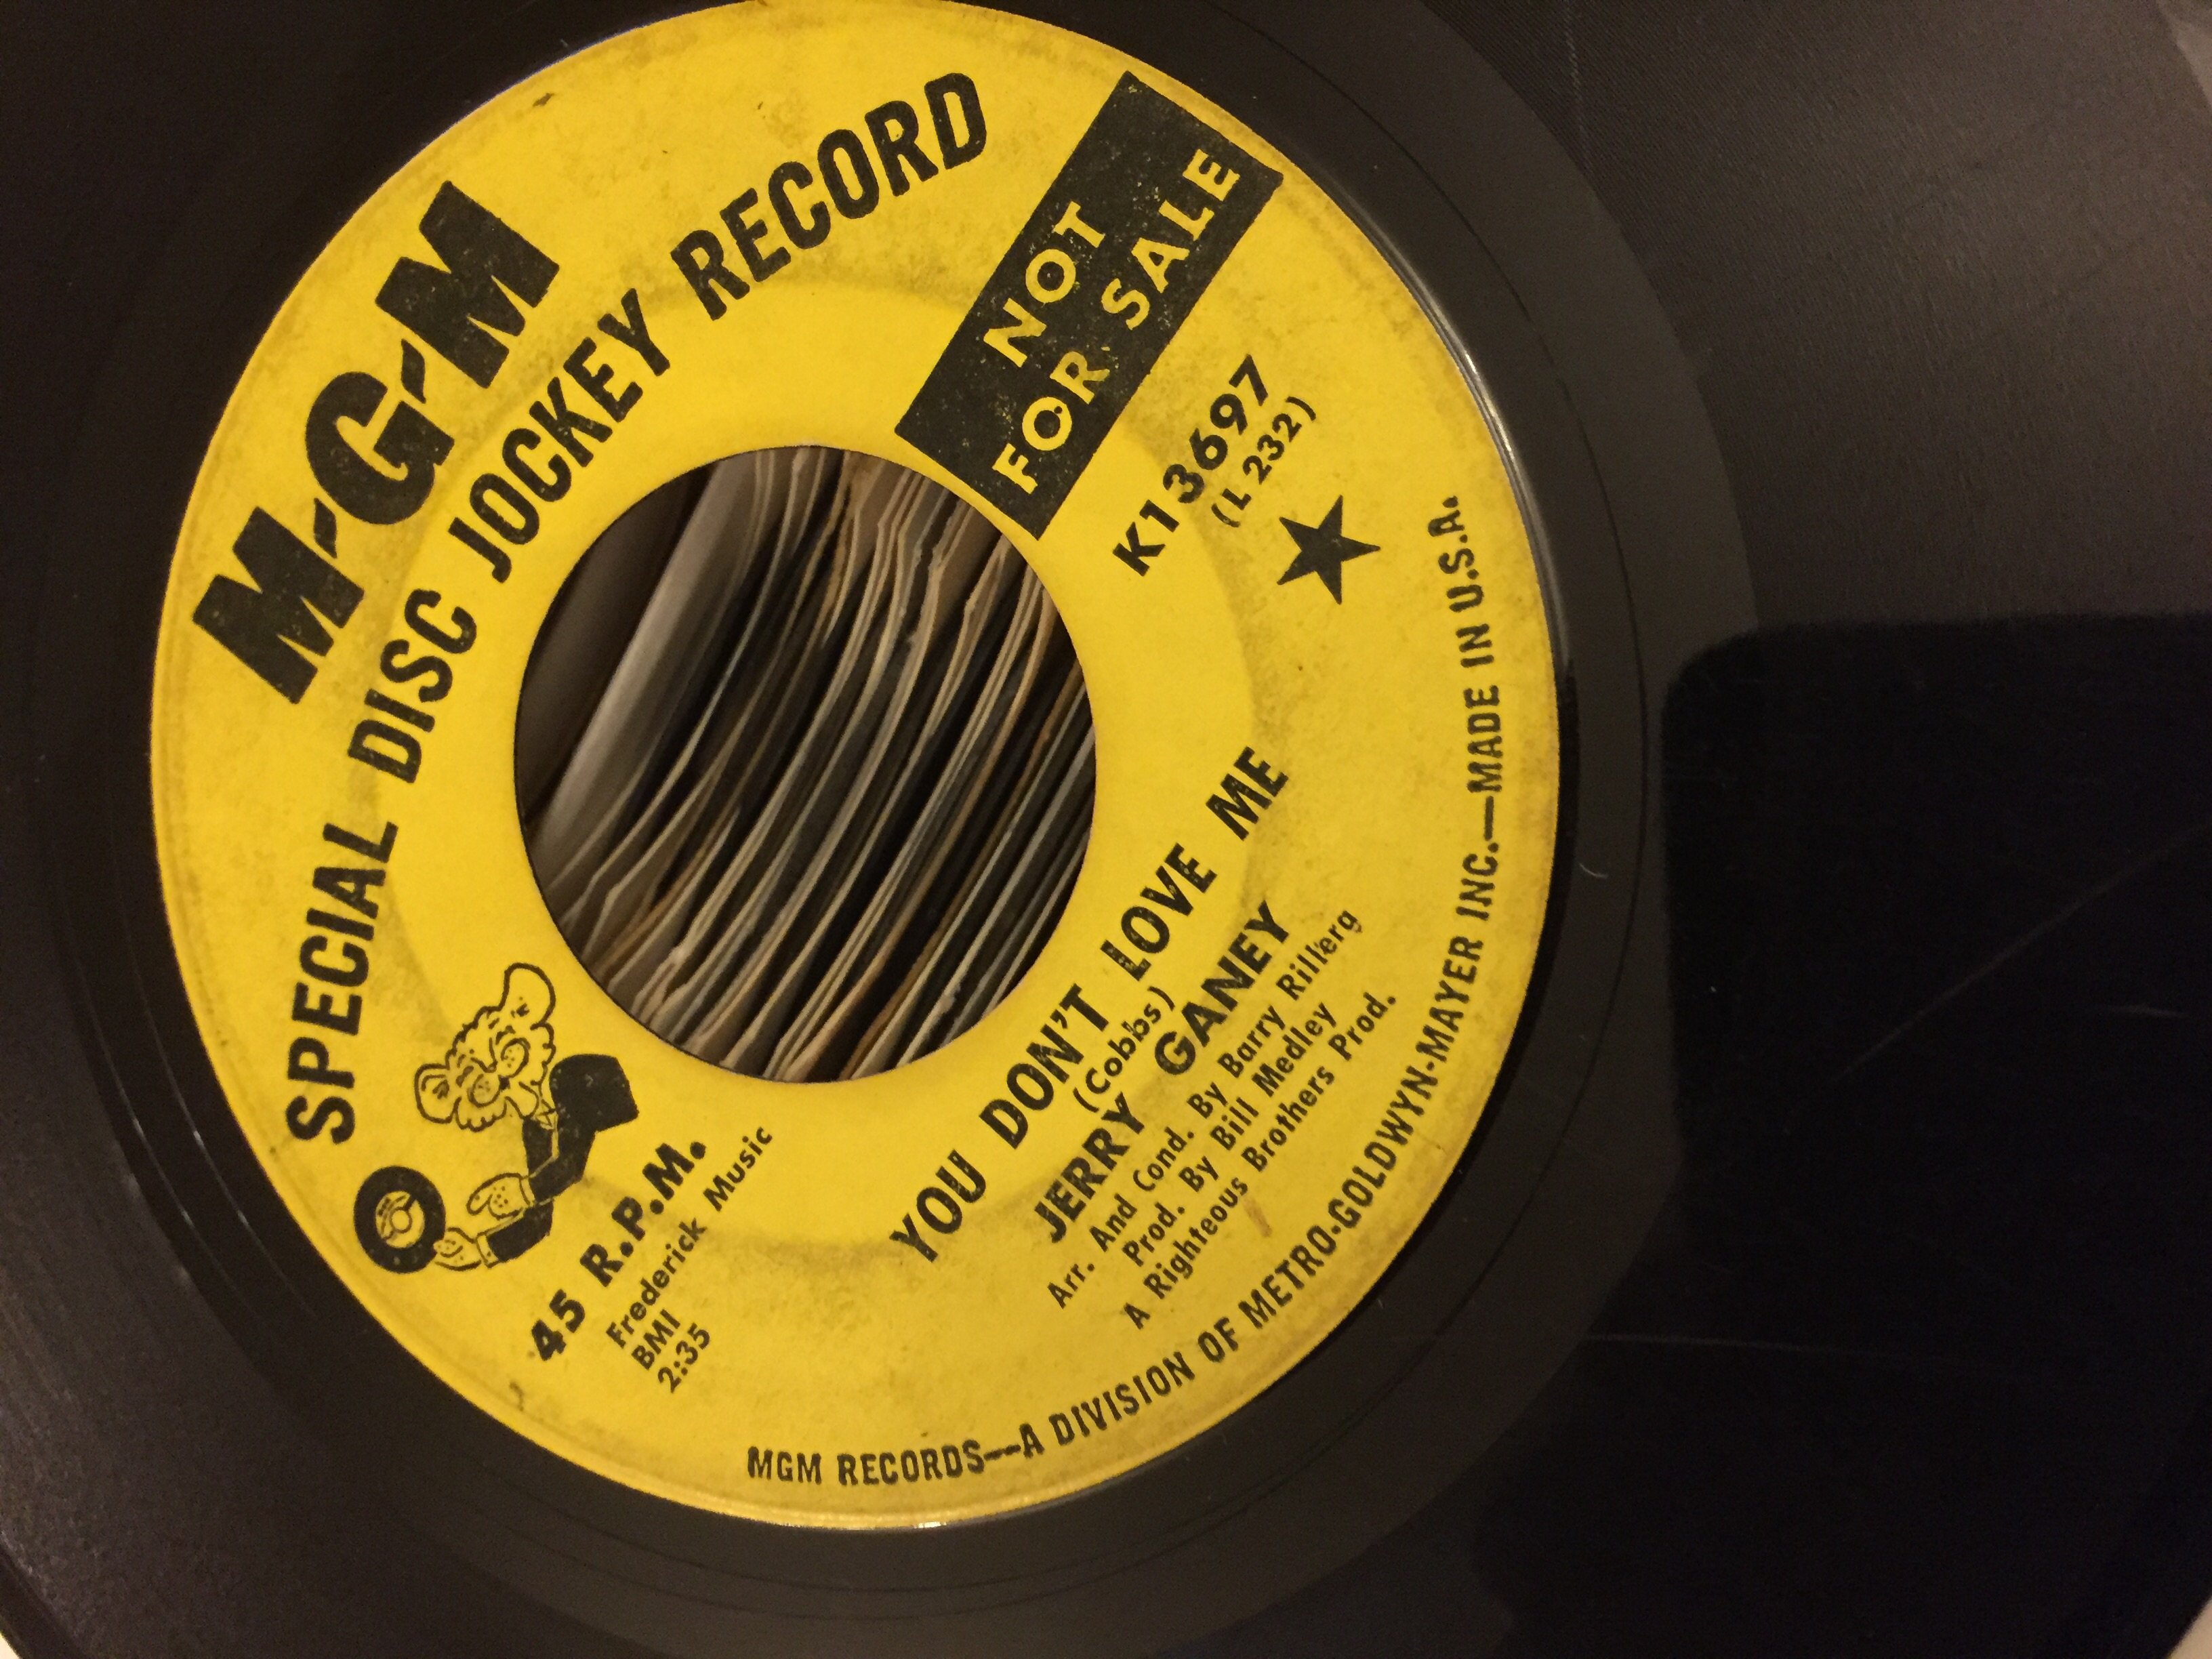 M-G-M
SPECIAL DISC JOCKEY RECORD
NOT
FOR SALE
K13697
(L 232)
45 R.P.M.
Frederick Music
BMI
2:35
YOU DON'T LOVE ME
(Cobbs)
JERRY GANEY
Arr. And Cond. By Barry Rillerg
Prod. By Bill Medley
A Righteous Brothers Prod.
MGM RECORDS—A DIVISION OF METRO-GOLDWYN-MAYER INC.—MADE IN U.S.A.